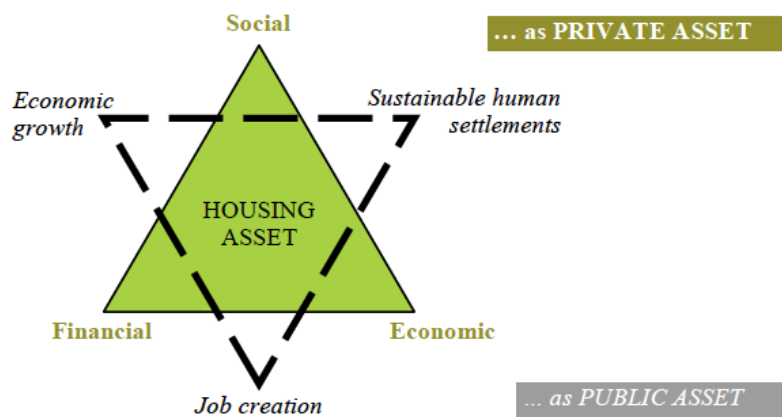 Social
… as PRIVATE ASSET
Economic
growth
Sustainable human
settlements
HOUSING
ASSET
Financial
Economic
Job creation
… as PUBLIC ASSET